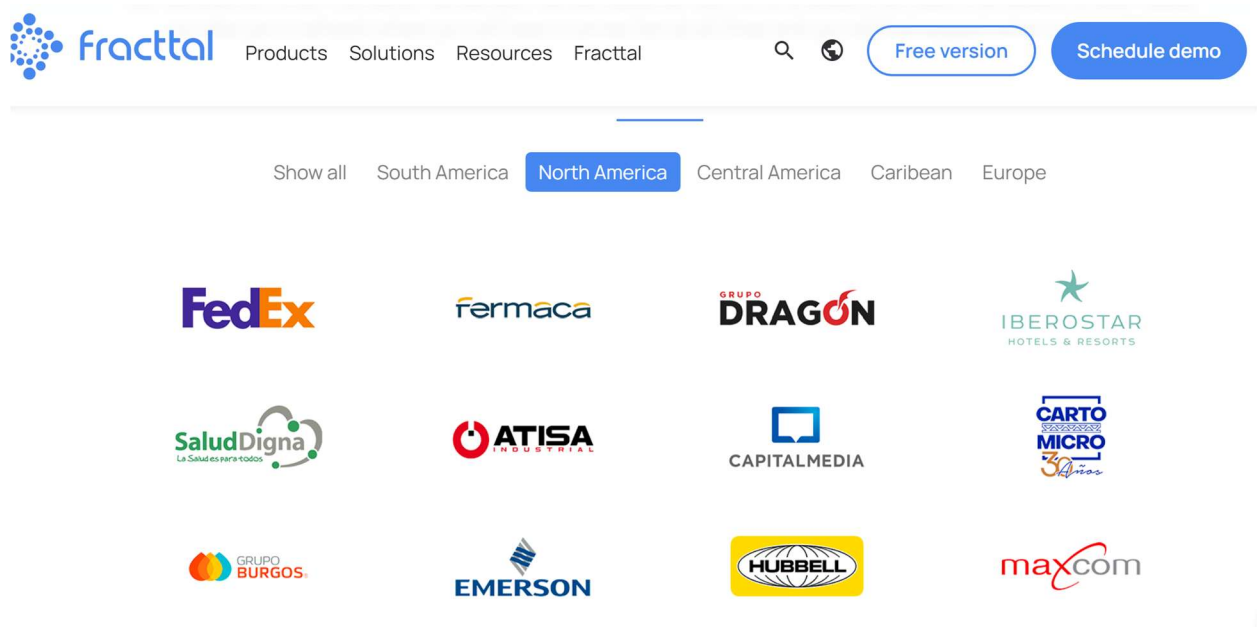 fracttal Products Solutions Resources Fracttal Free version Schedule demo
Show all South America North America Central America Caribean Europe
FedEx
fermaca
GRUPO
DRAGÓN
IBEROSTAR
HOTELS & RESORTS
SaludDigna
La Salud es para todos
ATISA
INDUSTRIAL
CAPITALMEDIA
CARTO
MICRO
30 Años
GRUPO
BURGOS
EMERSON
HUBBELL
maxcom